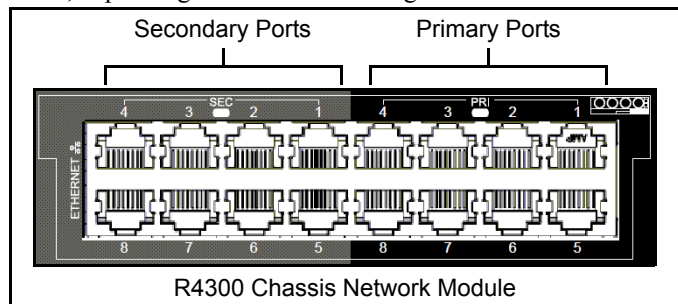 Secondary Ports Primary Ports
SEC PRI
4 3 2 1 4 3 2 1
ETHERNET
8 7 6 5 8 7 6 5
R4300 Chassis Network Module